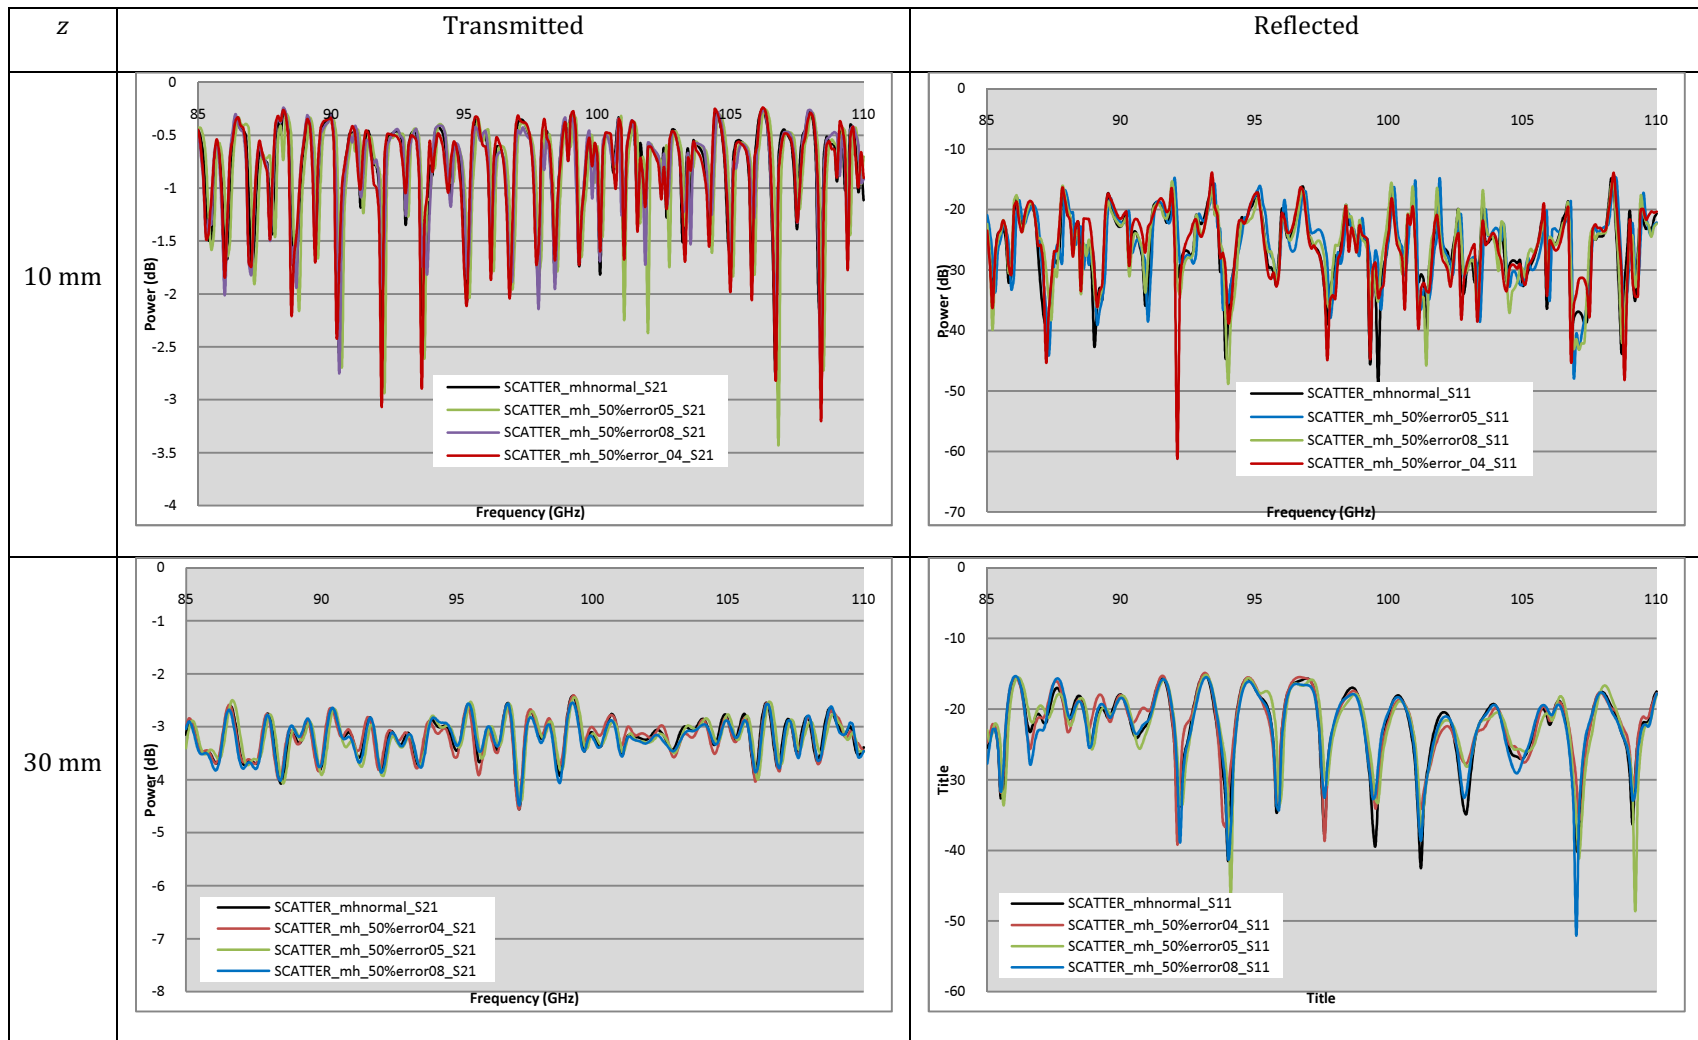 z Transmitted Reflected
10 mm
0
-0.5
-1
-1.5
-2
-2.5
-3
-3.5
-4
85 90 95 100 105 110
Power (dB)
Frequency (GHz)
SCATTER_mhnormal_S21
SCATTER_mh_50%error05_S21
SCATTER_mh_50%error08_S21
SCATTER_mh_50%error_04_S21
0
-10
-20
-30
-40
-50
-60
-70
85 90 95 100 105 110
Power (dB)
Frequency (GHz)
SCATTER_mhnormal_S11
SCATTER_mh_50%error05_S11
SCATTER_mh_50%error08_S11
SCATTER_mh_50%error_04_S11
30 mm
0
-1
-2
-3
-4
-5
-6
-7
-8
85 90 95 100 105 110
Power (dB)
Frequency (GHz)
SCATTER_mhnormal_S21
SCATTER_mh_50%error04_S21
SCATTER_mh_50%error05_S21
SCATTER_mh_50%error08_S21
0
-10
-20
-30
-40
-50
-60
85 90 95 100 105 110
Title
Title
SCATTER_mhnormal_S11
SCATTER_mh_50%error04_S11
SCATTER_mh_50%error05_S11
SCATTER_mh_50%error08_S11